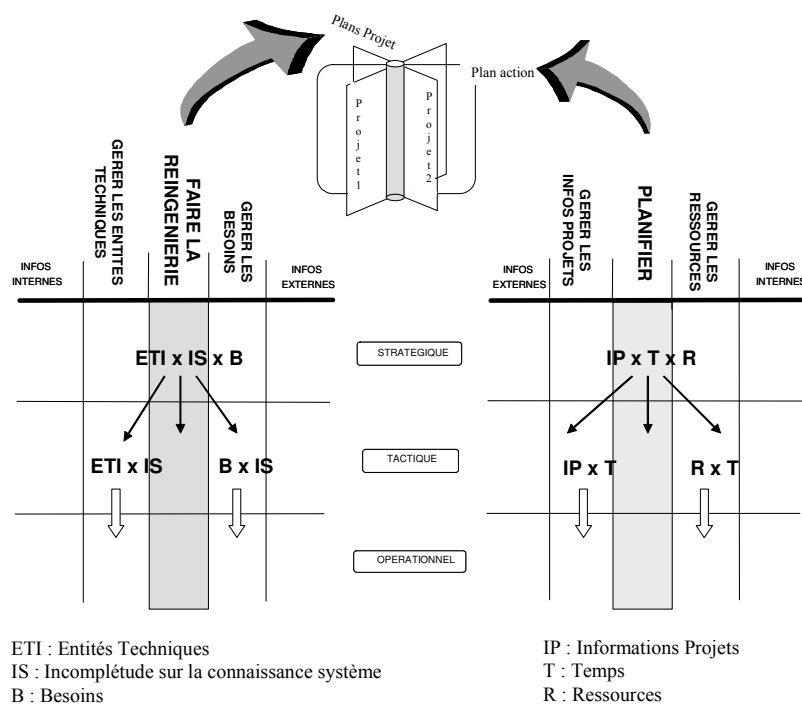 Plans Projet
Plan action
Projet1
Projet2
GERER LES ENTITES
TECHNIQUES
FAIRE LA
REINGENIERIE
GERER LES
BESOINS
GERER LES
INFOS PROJETS
PLANIFIER
GERER LES
RESSOURCES
INFOS
INTERNES
INFOS
EXTERNES
INFOS
EXTERNES
INFOS
INTERNES
ETI x IS x B
STRATEGIQUE
IP x T x R
ETI x IS
B x IS
TACTIQUE
IP x T
R x T
OPERATIONNEL
ETI : Entités Techniques
IS : Incomplétude sur la connaissance système
B : Besoins
IP : Informations Projets
T : Temps
R : Ressources